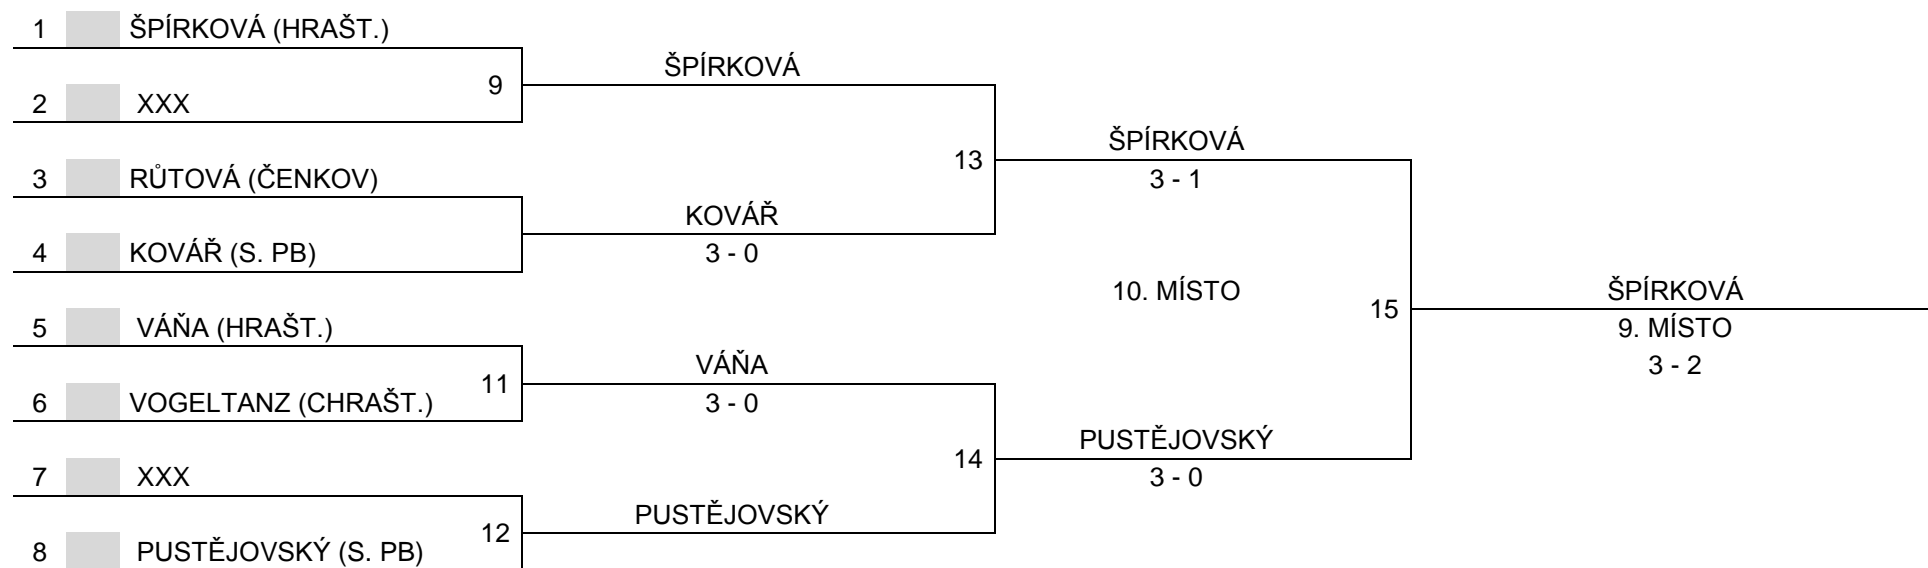 1 ŠPÍRKOVÁ (HRAŠT.)
ŠPÍRKOVÁ
9
2 XXX
ŠPÍRKOVÁ
13
3 RŮTOVÁ (ČENKOV)
3 - 1
KOVÁŘ
4 KOVÁŘ (S. PB)
3 - 0
10. MÍSTO
ŠPÍRKOVÁ
15
5 VÁŇA (HRAŠT.)
9. MÍSTO
VÁŇA
3 - 2
11
6 VOGELTANZ (CHRAŠT.)
3 - 0
PUSTĚJOVSKÝ
14
7 XXX
3 - 0
PUSTĚJOVSKÝ
12
8 PUSTĚJOVSKÝ (S. PB)